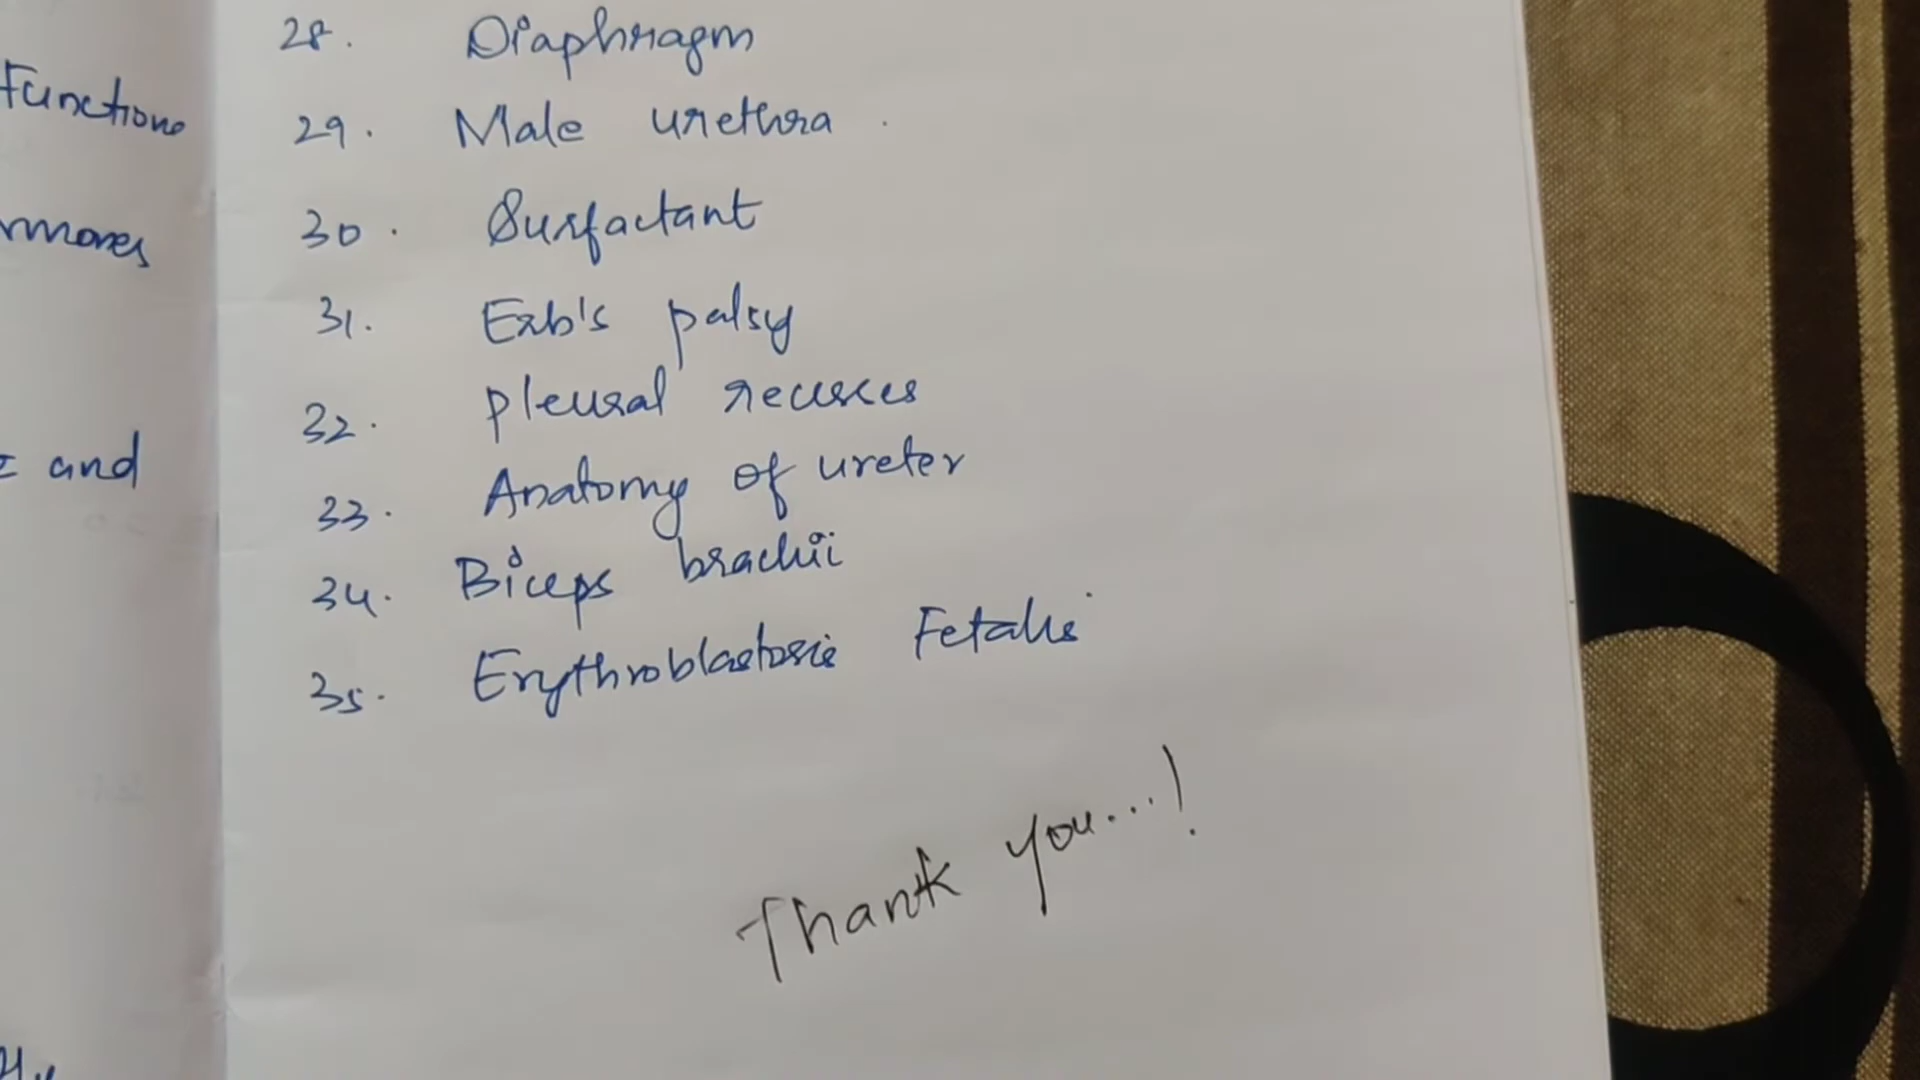 Functions
rmones
and
28. Diaphragm
29. Male urethra
30. Surfactant
31. Erb's palsy
32. Pleural recesses
33. Anatomy of ureter
34. Biceps brachii
35. Erythroblastosis Fetalis
Thank you...!